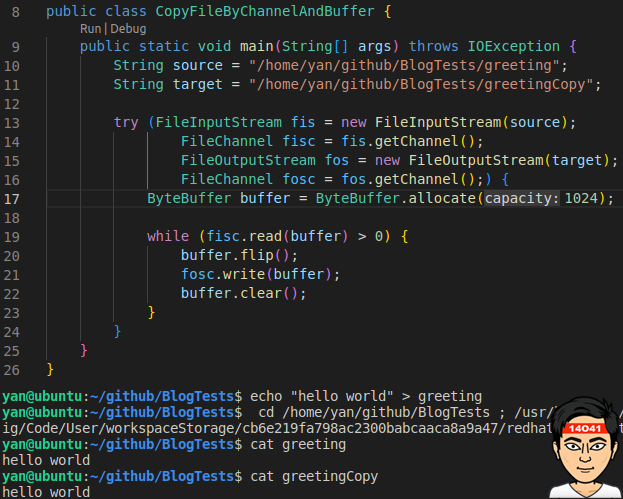 8 public class CopyFileByChannelAndBuffer {
Run | Debug
9 public static void main(String[] args) throws IOException {
10 String source = "/home/yan/github/BlogTests/greeting";
11 String target = "/home/yan/github/BlogTests/greetingCopy";
12
13 try (FileInputStream fis = new FileInputStream(source);
14 FileChannel fisc = fis.getChannel();
15 FileOutputStream fos = new FileOutputStream(target);
16 FileChannel fosc = fos.getChannel();) {
17 ByteBuffer buffer = ByteBuffer.allocate(capacity: 1024);
18
19 while (fisc.read(buffer) > 0) {
20 buffer.flip();
21 fosc.write(buffer);
22 buffer.clear();
23 }
24 }
25 }
26 }
yan@ubuntu:~/github/BlogTests$ echo "hello world" > greeting
yan@ubuntu:~/github/BlogTests$ cd /home/yan/github/BlogTests ; /usr/
ig/Code/User/workspaceStorage/cb6e219fa798ac2300babcaaca8a9a47/redha
yan@ubuntu:~/github/BlogTests$ cat greeting
hello world
yan@ubuntu:~/github/BlogTests$ cat greetingCopy
hello world
14041